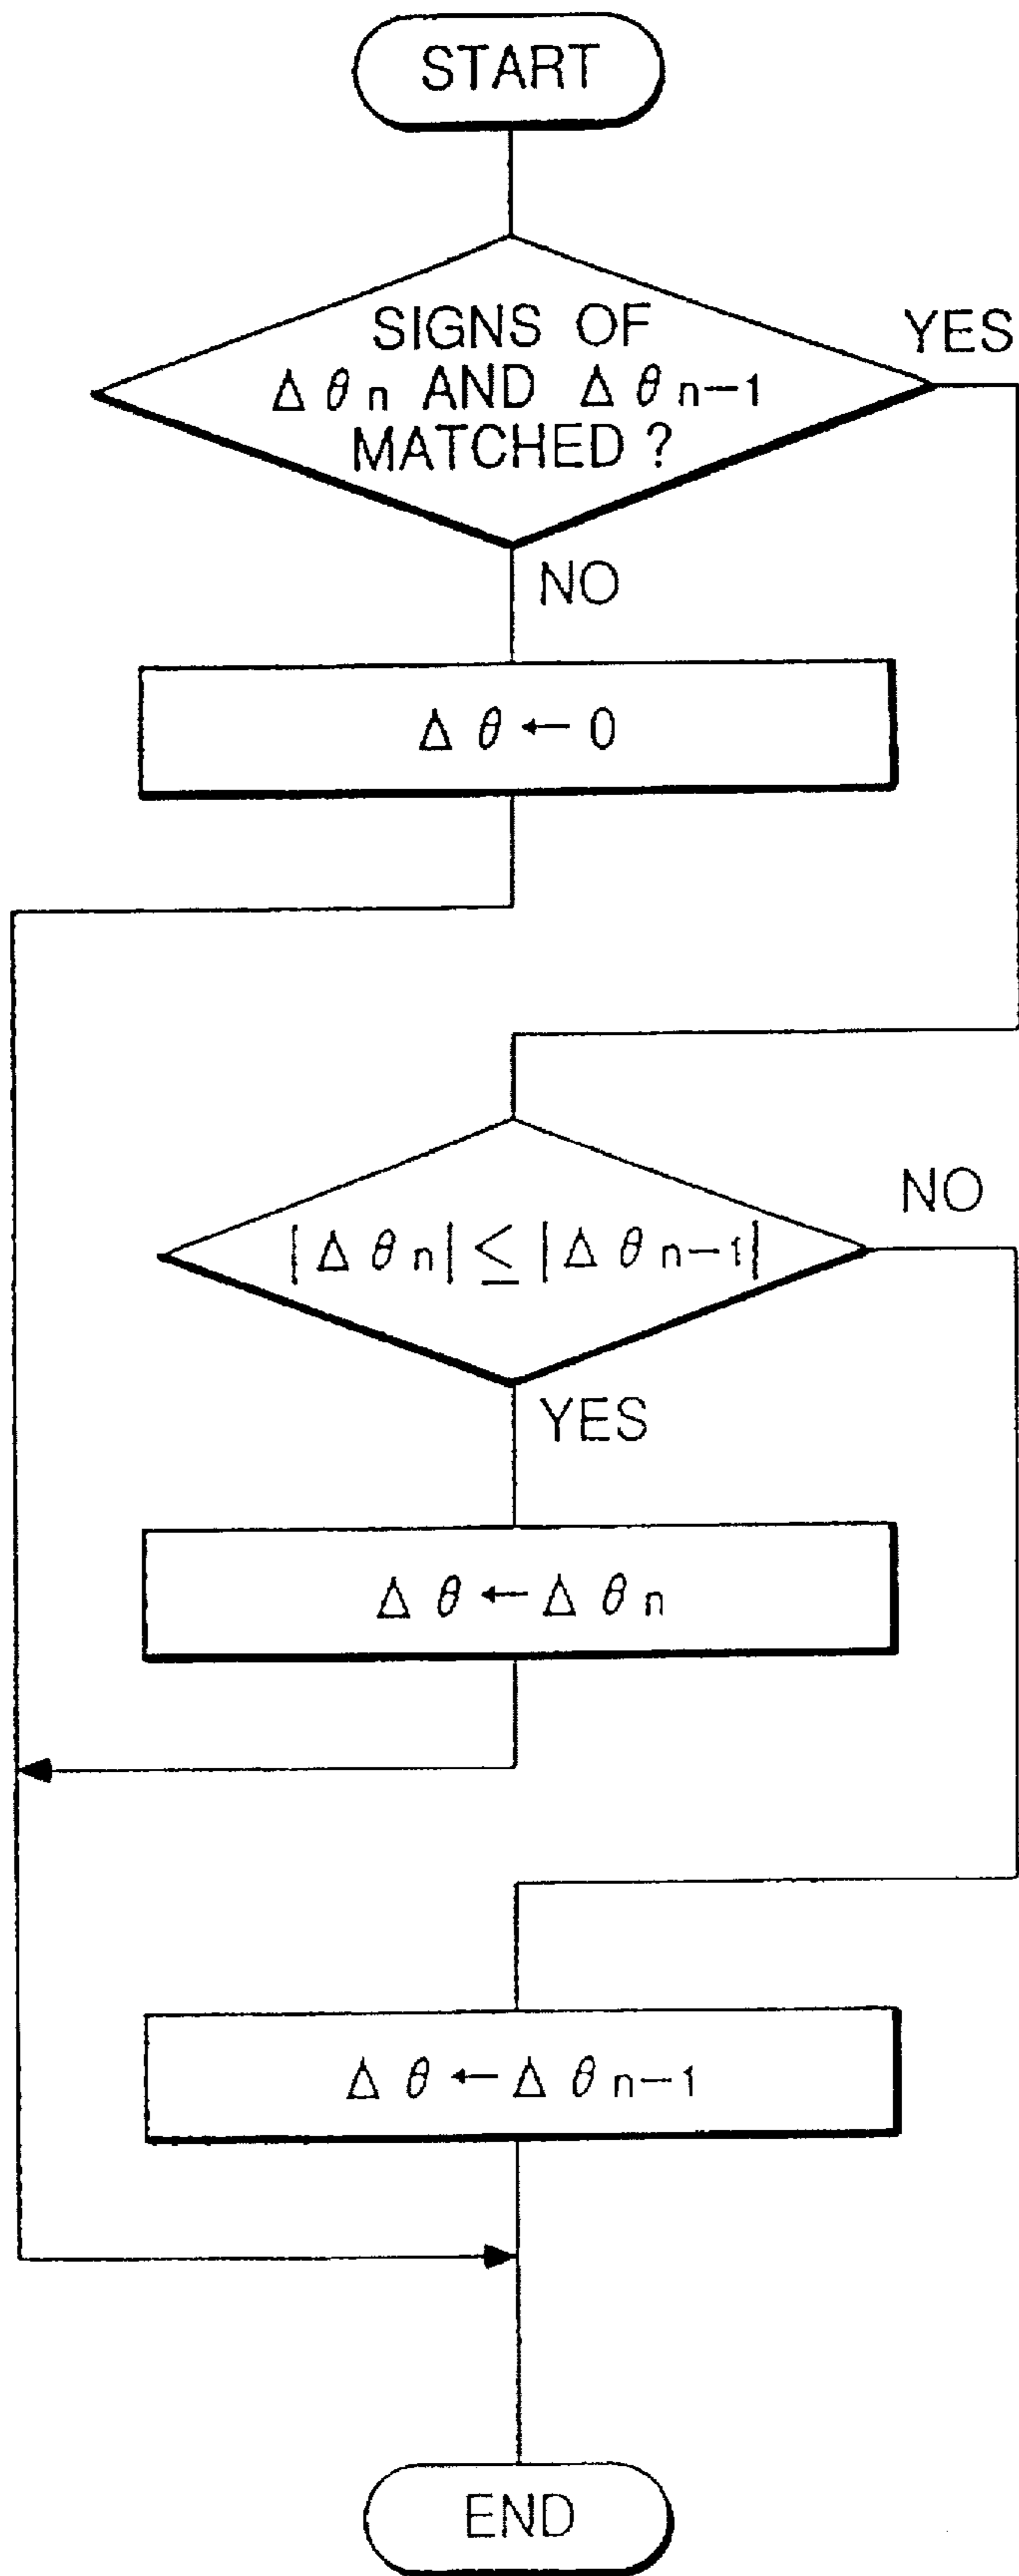 START
SIGNS OF
Δθn AND Δθn-1
MATCHED ?
YES
NO
Δθ ← 0
NO
|Δθn| ≤ |Δθn-1|
YES
Δθ ← Δθn
Δθ ← Δθn-1
END